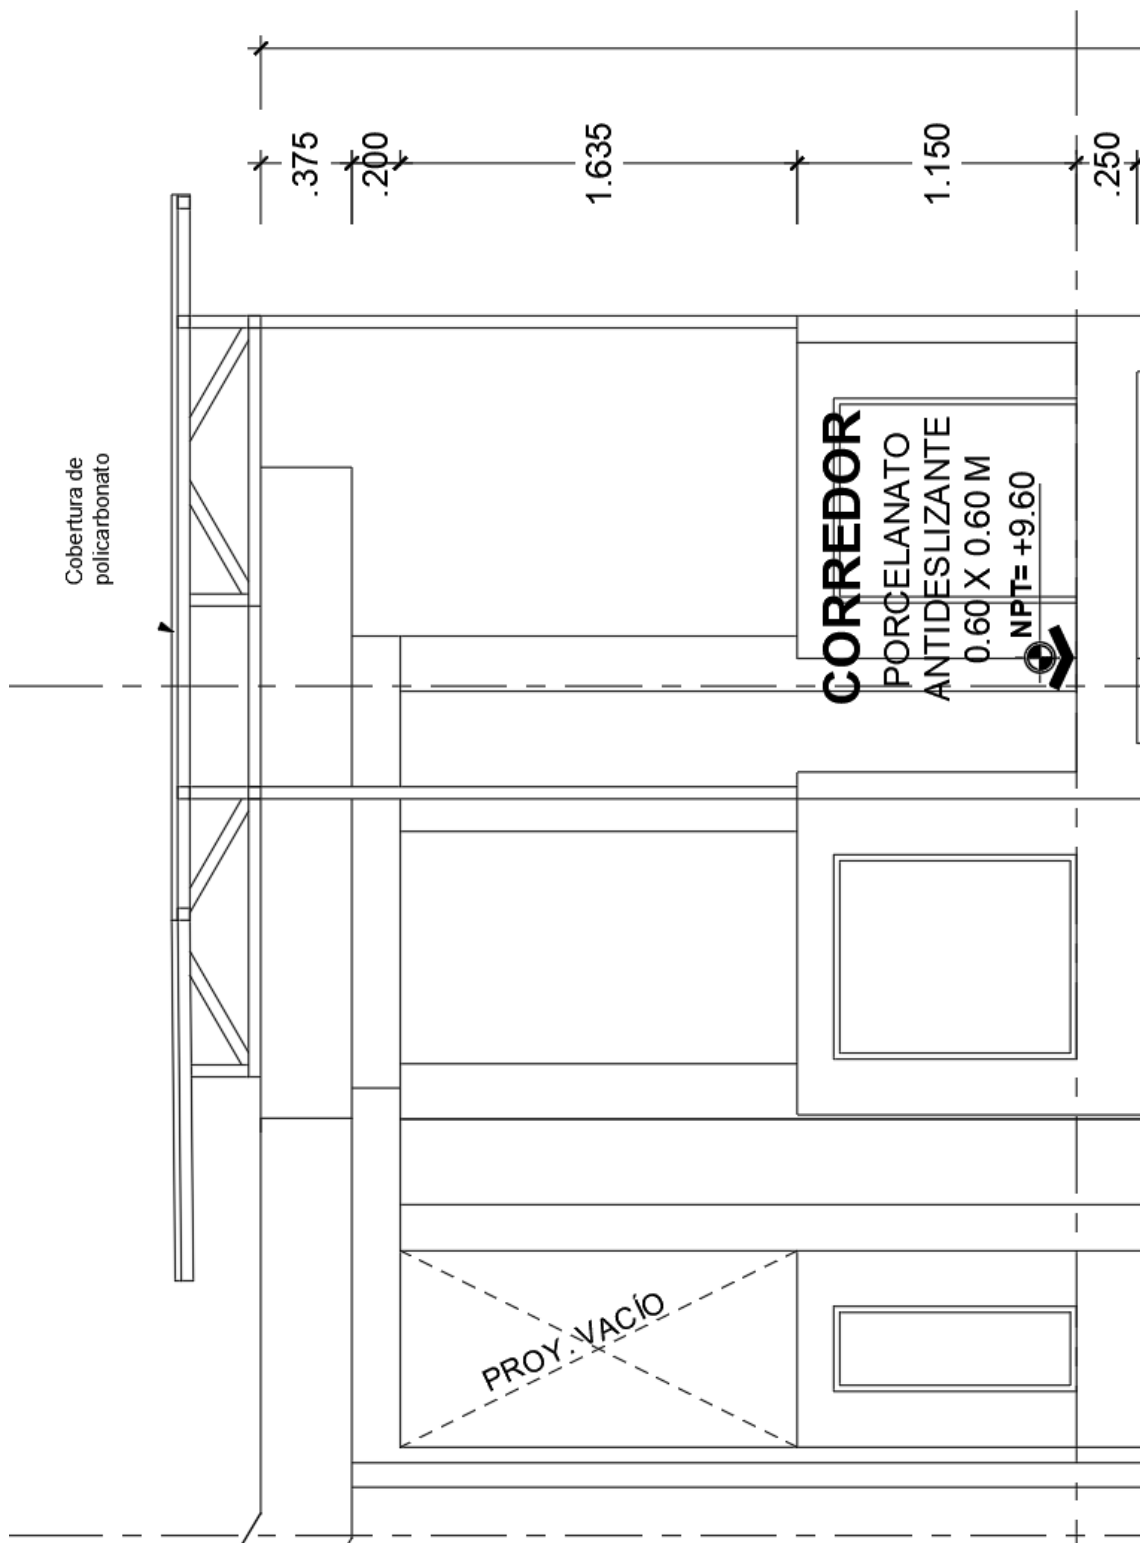 .375
.200
1.635
1.150
.250
Cobertura de
policarbonato
CORREDOR
PORCELANATO
ANTIDESLIZANTE
0.60 X 0.60 M
NPT= +9.60
PROY. VACÍO